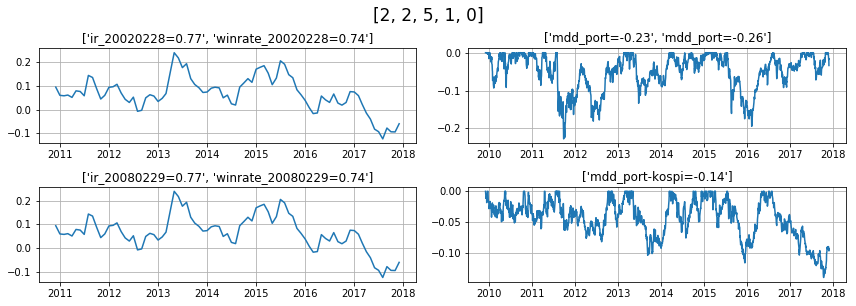 [2, 2, 5, 1, 0]
['ir_20020228=0.77', 'winrate_20020228=0.74']
0.2
0.1
0.0
−0.1
2011 2012 2013 2014 2015 2016 2017 2018
['mdd_port=-0.23', 'mdd_port=-0.26']
0.0
−0.1
−0.2
2010 2011 2012 2013 2014 2015 2016 2017 2018
['ir_20080229=0.77', 'winrate_20080229=0.74']
0.2
0.1
0.0
−0.1
2011 2012 2013 2014 2015 2016 2017 2018
['mdd_port-kospi=-0.14']
0.00
−0.05
−0.10
2010 2011 2012 2013 2014 2015 2016 2017 2018